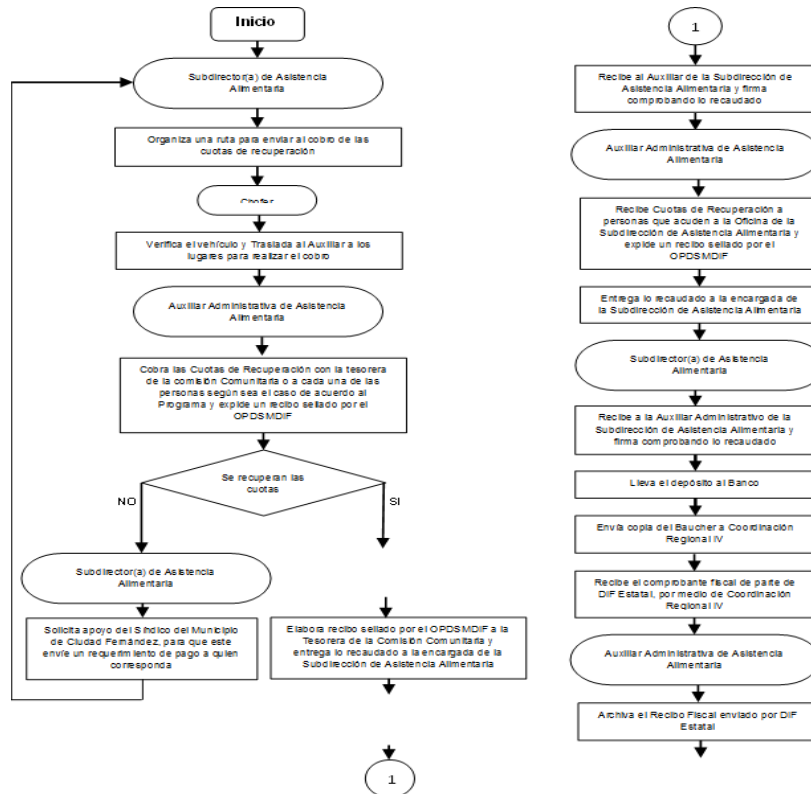 Inicio
Subdirector(a) de Asistencia
Alimentaria
Organiza una ruta para enviar al cobro de las
cuotas de recuperación
Chofer
Verifica el vehículo y Traslada al Auxiliar a los
lugares para realizar el cobro
Auxiliar Administrativa de Asistencia
Alimentaria
Cobra las Cuotas de Recuperación con la tesorera
de la comisión Comunitaria o a cada una de las
personas según sea el caso de acuerdo al
Programa y expide un recibo sellado por el
OPDSMDIF
Se recuperan las
cuotas
NO
SI
Subdirector(a) de Asistencia
Alimentaria
Solicita apoyo del Síndico del Municipio
de Ciudad Fernández, para que este
envíe un requerimiento de pago a quien
corresponda
Elabora recibo sellado por el OPDSMDIF a la
Tesorera de la Comisión Comunitaria y
entrega lo recaudado a la encargada de la
Subdirección de Asistencia Alimentaria
1
1
Recibe al Auxiliar de la Subdirección de
Asistencia Alimentaria y firma
comprobando lo recaudado
Auxiliar Administrativa de Asistencia
Alimentaria
Recibe Cuotas de Recuperación a
personas que acuden a la Oficina de la
Subdirección de Asistencia Alimentaria y
expide un recibo sellado por el
OPDSMDIF
Entrega lo recaudado a la encargada de
la Subdirección de Asistencia Alimentaria
Subdirector(a) de Asistencia
Alimentaria
Recibe a la Auxiliar Administrativo de la
Subdirección de Asistencia Alimentaria y
firma comprobando lo recaudado
Lleva el depósito al Banco
Envía copia del Baucher a Coordinación
Regional IV
Recibe el comprobante fiscal de parte de
DIF Estatal, por medio de Coordinación
Regional IV
Auxiliar Administrativa de Asistencia
Alimentaria
Archiva el Recibo Fiscal enviado por DIF
Estatal